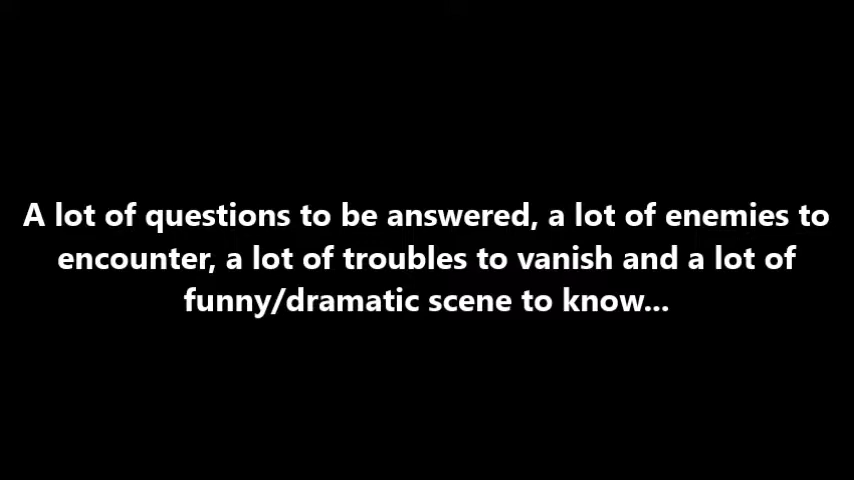 A lot of questions to be answered, a lot of enemies to
encounter, a lot of troubles to vanish and a lot of
funny/dramatic scene to know...